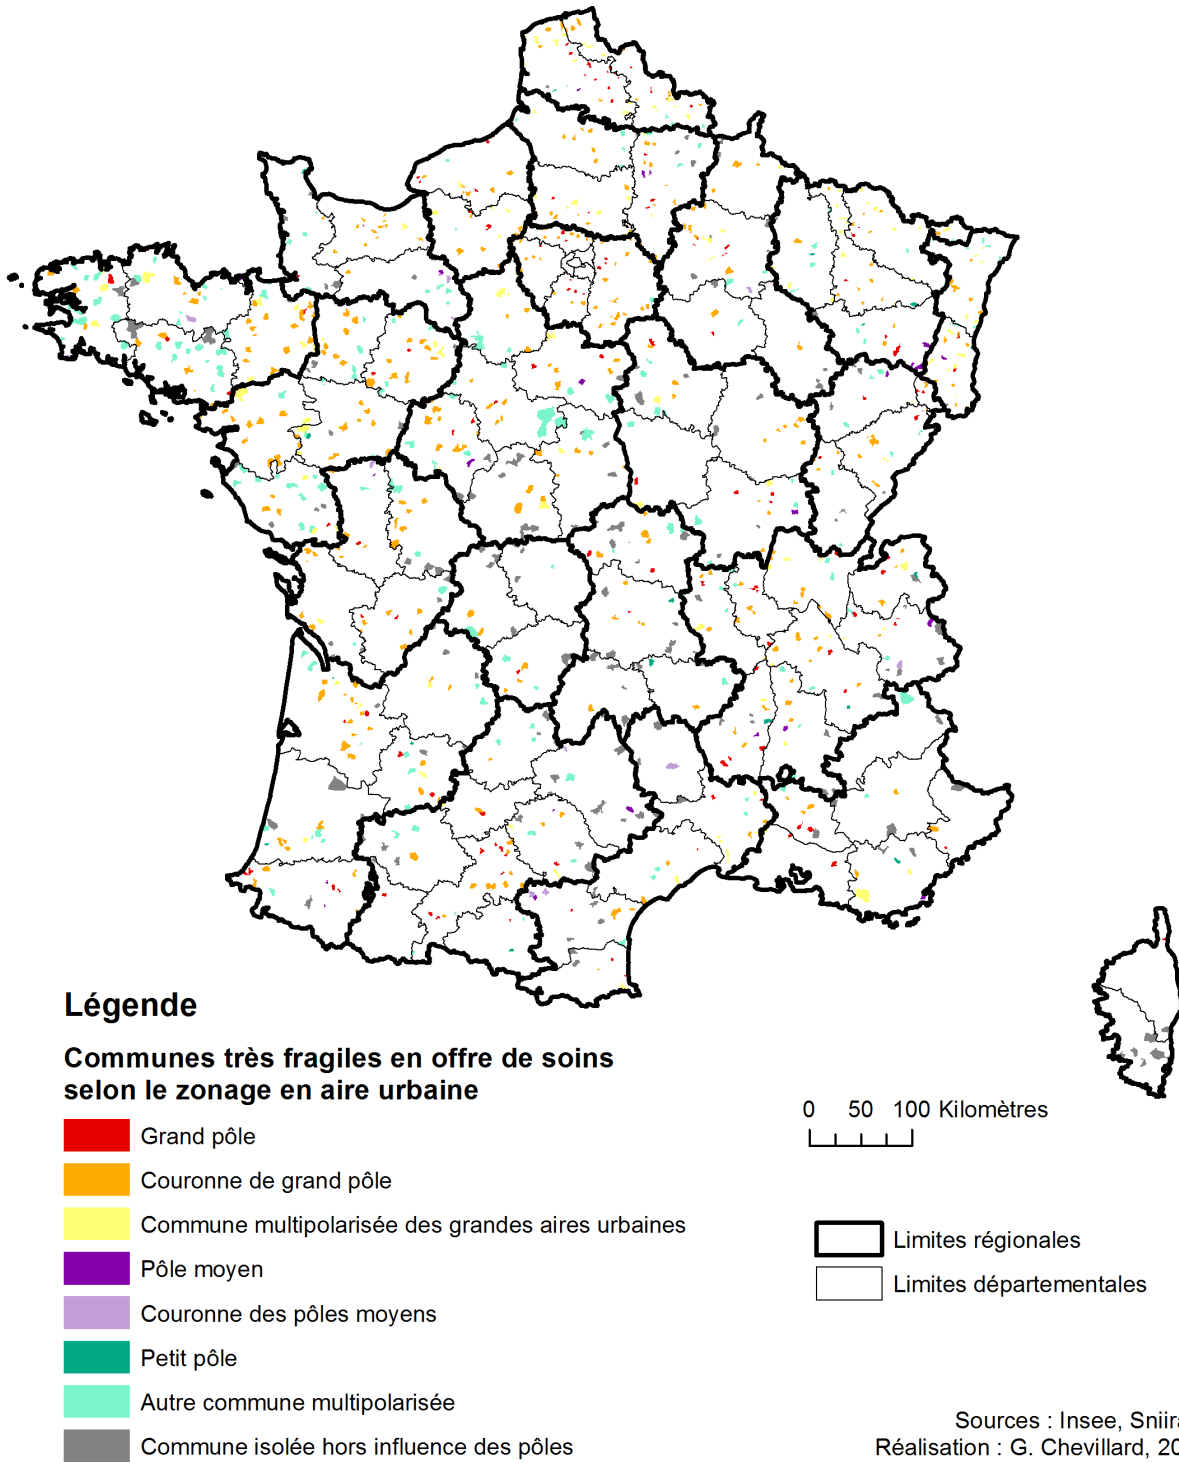 Légende
Communes très fragiles en offre de soins
selon le zonage en aire urbaine
Grand pôle
Couronne de grand pôle
Commune multipolarisée des grandes aires urbaines
Pôle moyen
Couronne des pôles moyens
Petit pôle
Autre commune multipolarisée
Commune isolée hors influence des pôles
0 50 100 Kilomètres
Limites régionales
Limites départementales
Sources : Insee, Sniira
Réalisation : G. Chevillard, 20